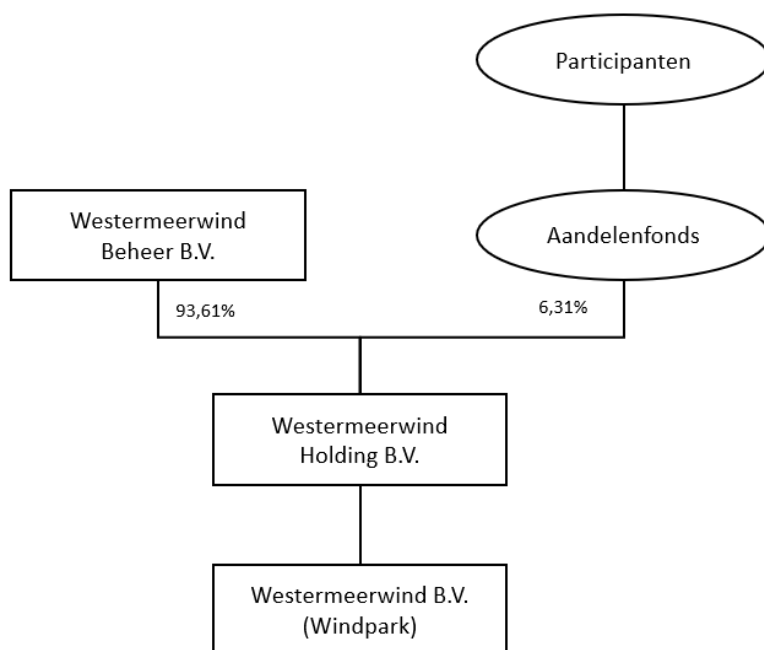 Participanten
Westermeerwind
Beheer B.V.
Aandelenfonds
93,61%
6,31%
Westermeerwind
Holding B.V.
Westermeerwind B.V.
(Windpark)